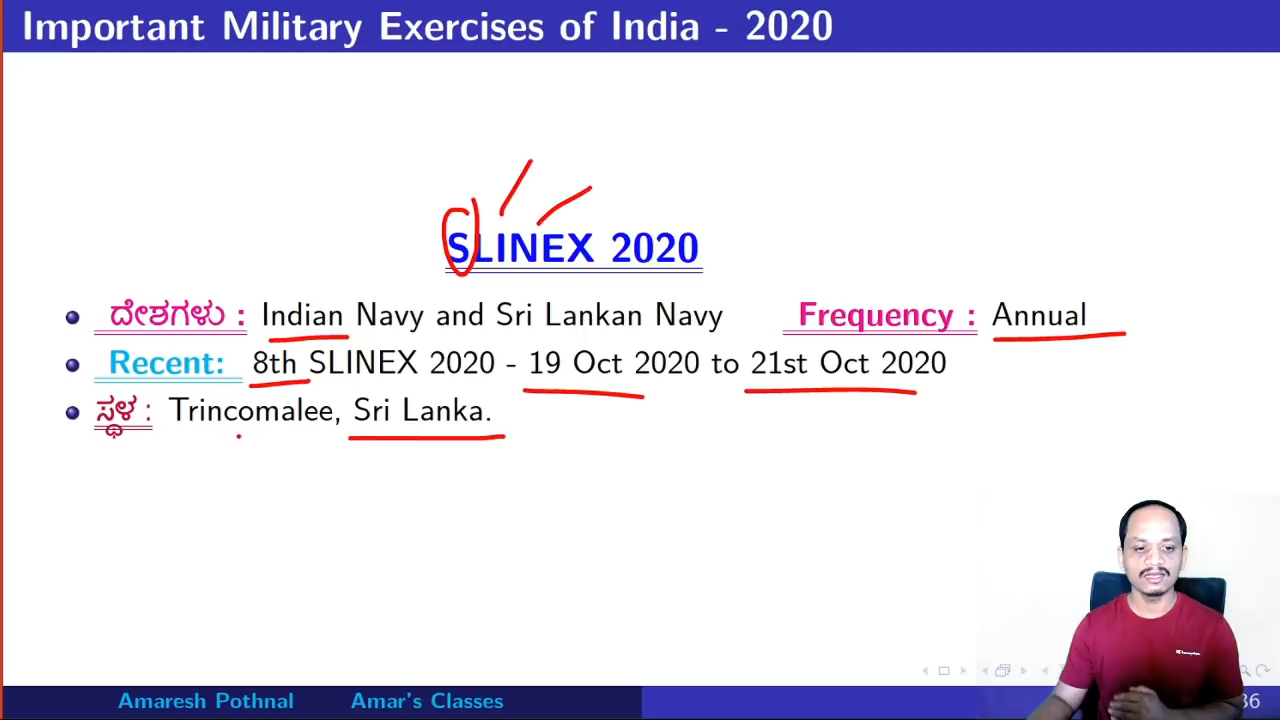 Important Military Exercises of India - 2020
SLINEX 2020
ದೇಶಗಳು : Indian Navy and Sri Lankan Navy Frequency : Annual
Recent: 8th SLINEX 2020 - 19 Oct 2020 to 21st Oct 2020
ಸ್ಥಳ : Trincomalee, Sri Lanka.
Amaresh Pothnal Amar's Classes 36